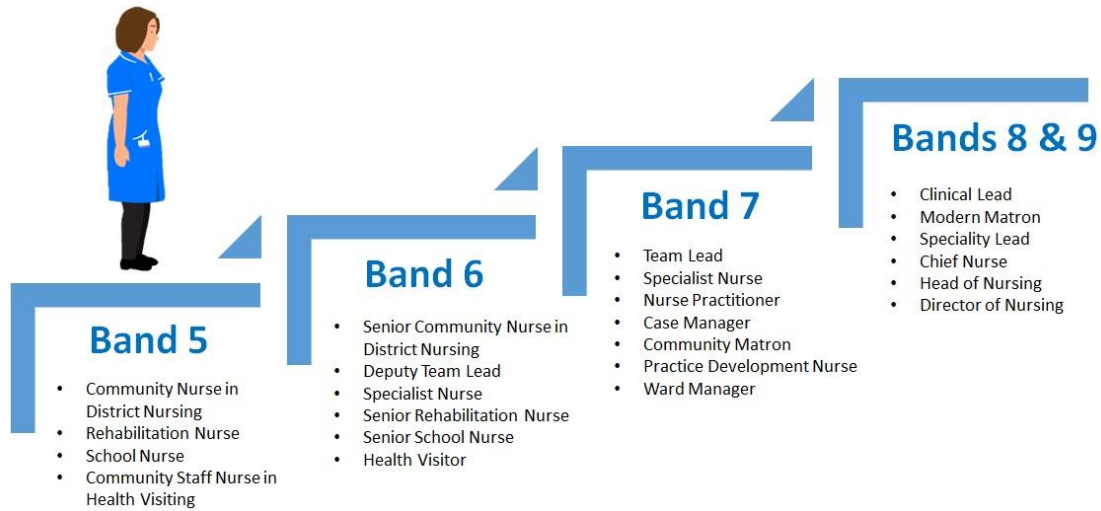 Band 5
• Community Nurse in
District Nursing
• Rehabilitation Nurse
• School Nurse
• Community Staff Nurse in
Health Visiting
Band 6
• Senior Community Nurse in
District Nursing
• Deputy Team Lead
• Specialist Nurse
• Senior Rehabilitation Nurse
• Senior School Nurse
• Health Visitor
Band 7
• Team Lead
• Specialist Nurse
• Nurse Practitioner
• Case Manager
• Community Matron
• Practice Development Nurse
• Ward Manager
Bands 8 & 9
• Clinical Lead
• Modern Matron
• Speciality Lead
• Chief Nurse
• Head of Nursing
• Director of Nursing